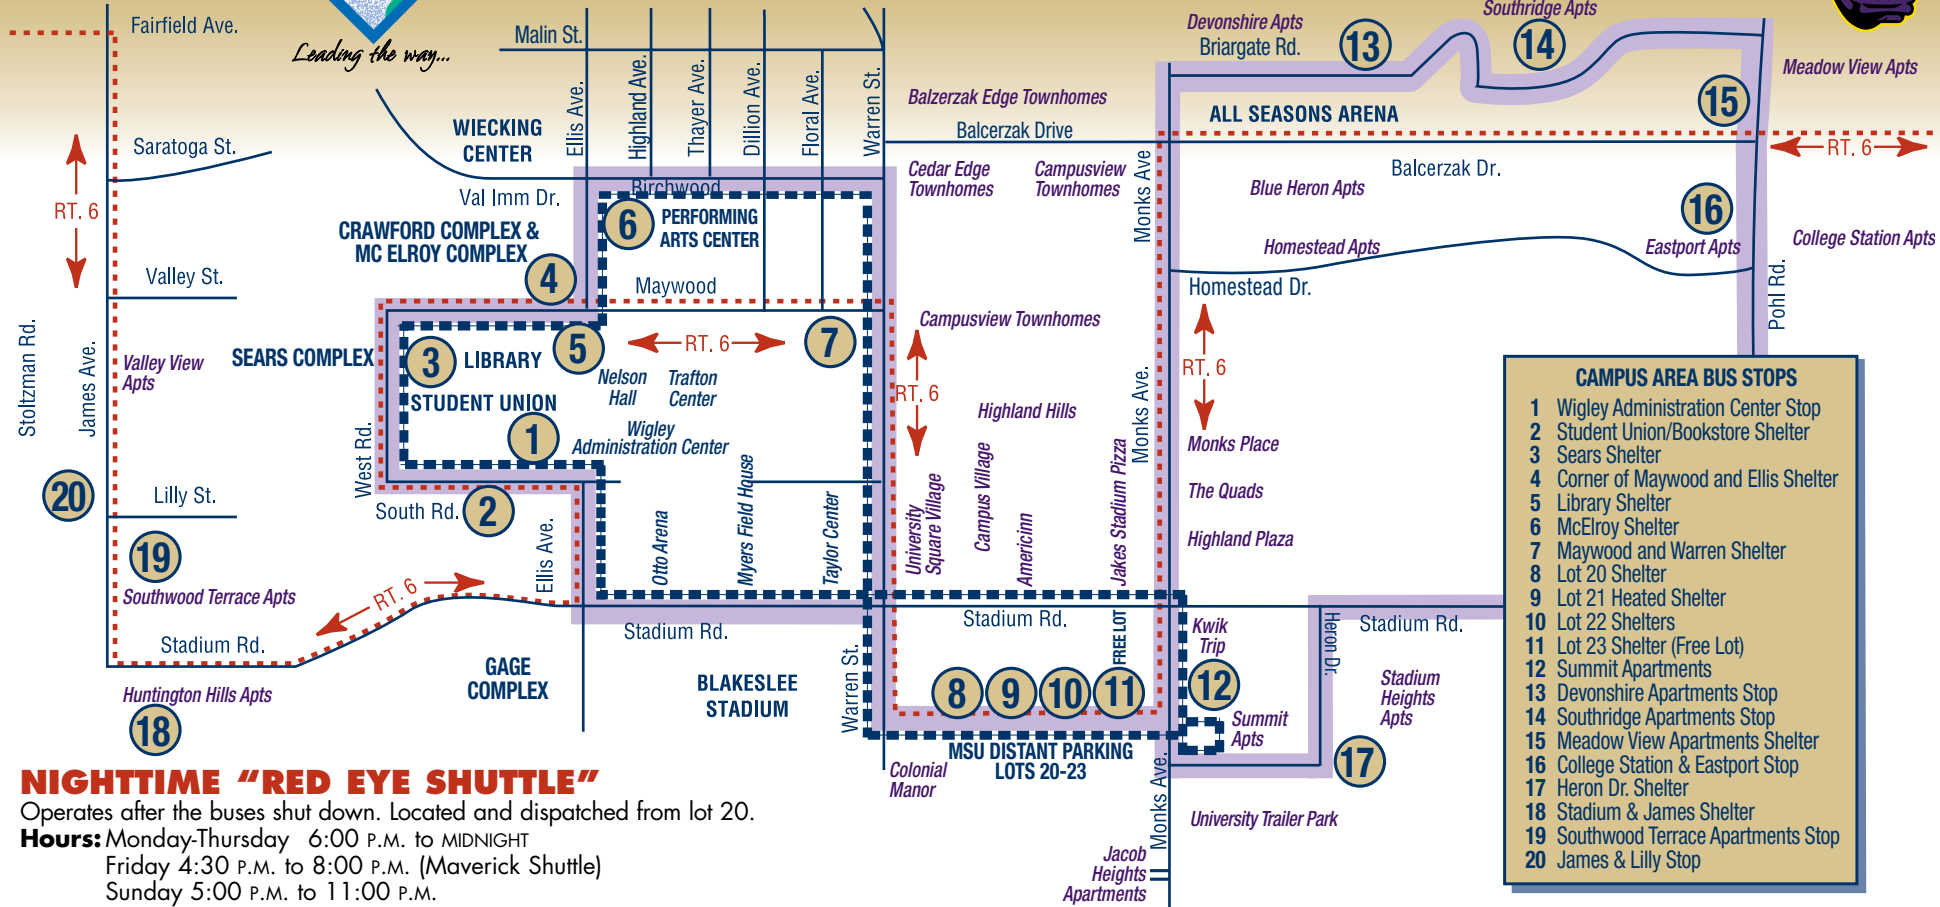 Fairfield Ave.
Leading the way...
Malin St.
Ellis Ave.
Highland Ave.
Thayer Ave.
Dillion Ave.
Floral Ave.
Warren St.
Devonshire Apts
Briargate Rd.
13
Southridge Apts
14
Meadow View Apts
15
Balzerzak Edge Townhomes
ALL SEASONS ARENA
Balcerzak Drive
WIECKING
CENTER
Saratoga St.
RT. 6
RT. 6
Val Imm Dr.
Birchwood
Cedar Edge
Townhomes
Campusview
Townhomes
Monks Ave
Balcerzak Dr.
Blue Heron Apts
16
Eastport Apts
College Station Apts
Homestead Apts
6
PERFORMING
ARTS CENTER
CRAWFORD COMPLEX &
MC ELROY COMPLEX
4
Valley St.
Maywood
Homestead Dr.
Pohl Rd.
Stoltzman Rd.
James Ave.
Valley View
Apts
SEARS COMPLEX
3
LIBRARY
5
RT. 6
7
Campusview Townhomes
RT. 6
RT. 6
Nelson
Hall
Trafton
Center
STUDENT UNION
1
Wigley
Administration Center
Highland Hills
Monks Ave.
Monks Place
The Quads
Highland Plaza
West Rd.
20
Lilly St.
South Rd.
2
19
Southwood Terrace Apts
Ellis Ave.
Otto Arena
Myers Field House
Taylor Center
University
Square Village
Campus Village
Americinn
Jakes Stadium Pizza
RT. 6
Stadium Rd.
Stadium Rd.
Stadium Rd.
Stadium Rd.
FREE LOT
Kwik
Trip
Heron Dr.
Huntington Hills Apts
18
GAGE
COMPLEX
BLAKESLEE
STADIUM
Warren St.
8
9
10
11
12
Summit
Apts
Stadium
Heights
Apts
17
MSU DISTANT PARKING
LOTS 20-23
Colonial
Manor
Monks Ave.
University Trailer Park
Jacob
Heights
Apartments
CAMPUS AREA BUS STOPS
1 Wigley Administration Center Stop
2 Student Union/Bookstore Shelter
3 Sears Shelter
4 Corner of Maywood and Ellis Shelter
5 Library Shelter
6 McElroy Shelter
7 Maywood and Warren Shelter
8 Lot 20 Shelter
9 Lot 21 Heated Shelter
10 Lot 22 Shelters
11 Lot 23 Shelter (Free Lot)
12 Summit Apartments
13 Devonshire Apartments Stop
14 Southridge Apartments Stop
15 Meadow View Apartments Shelter
16 College Station & Eastport Stop
17 Heron Dr. Shelter
18 Stadium & James Shelter
19 Southwood Terrace Apartments Stop
20 James & Lilly Stop
NIGHTTIME “RED EYE SHUTTLE”
Operates after the buses shut down. Located and dispatched from lot 20.
Hours: Monday-Thursday 6:00 P.M. to MIDNIGHT
Friday 4:30 P.M. to 8:00 P.M. (Maverick Shuttle)
Sunday 5:00 P.M. to 11:00 P.M.